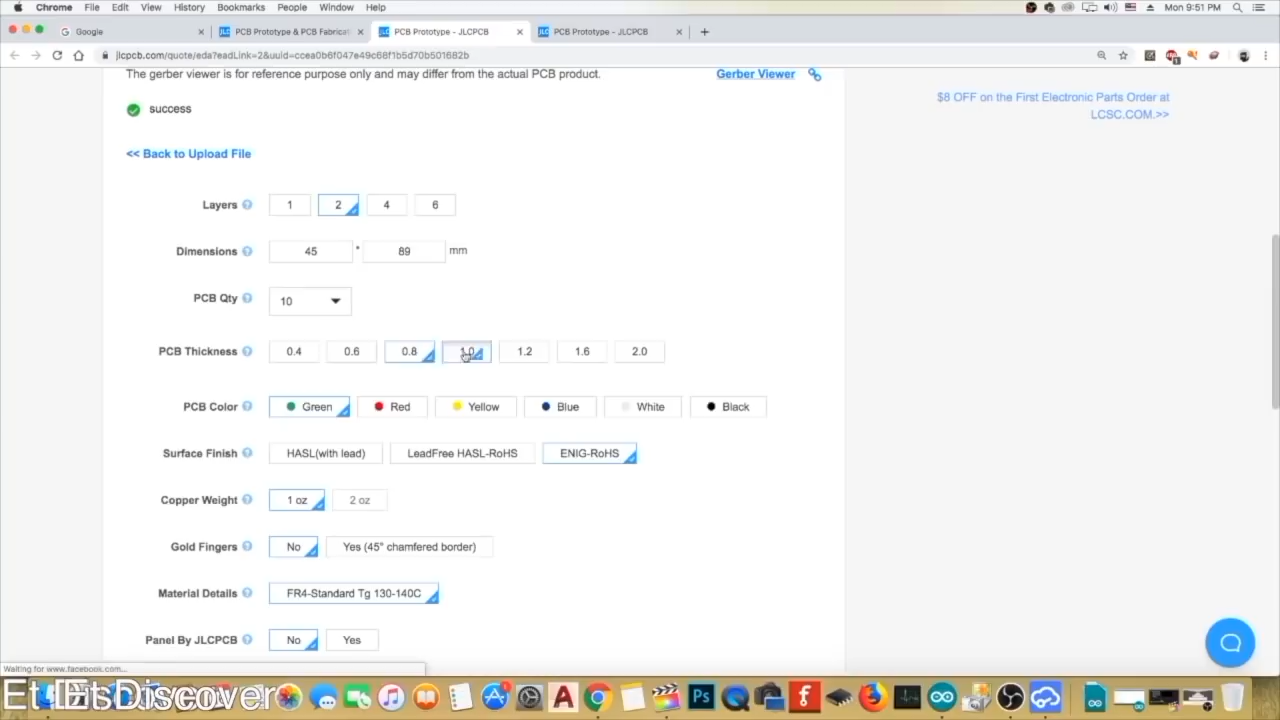 Chrome File Edit View History Bookmarks People Window Help Mon 9:51 PM
Google PCB Prototype & PCB Fabricat PCB Prototype - JLCPCB PCB Prototype - JLCPCB
jlcpcb.com/quote/eda?eadLink=2&uuid=ccea0b6f047e49c68f1b5d70b501682b
The gerber viewer is for reference purpose only and may differ from the actual PCB product. Gerber Viewer
$8 OFF on the First Electronic Parts Order at
LCSC.COM.>>
success
<< Back to Upload File
Layers 1 2 4 6
Dimensions 45 * 89 mm
PCB Qty 10
PCB Thickness 0.4 0.6 0.8 1.0 1.2 1.6 2.0
PCB Color Green Red Yellow Blue White Black
Surface Finish HASL(with lead) LeadFree HASL-RoHS ENIG-RoHS
Copper Weight 1 oz 2 oz
Gold Fingers No Yes (45° chamfered border)
Material Details FR4-Standard Tg 130-140C
Panel By JLCPCB No Yes
Waiting for www.facebook.com...
EtsDiscover